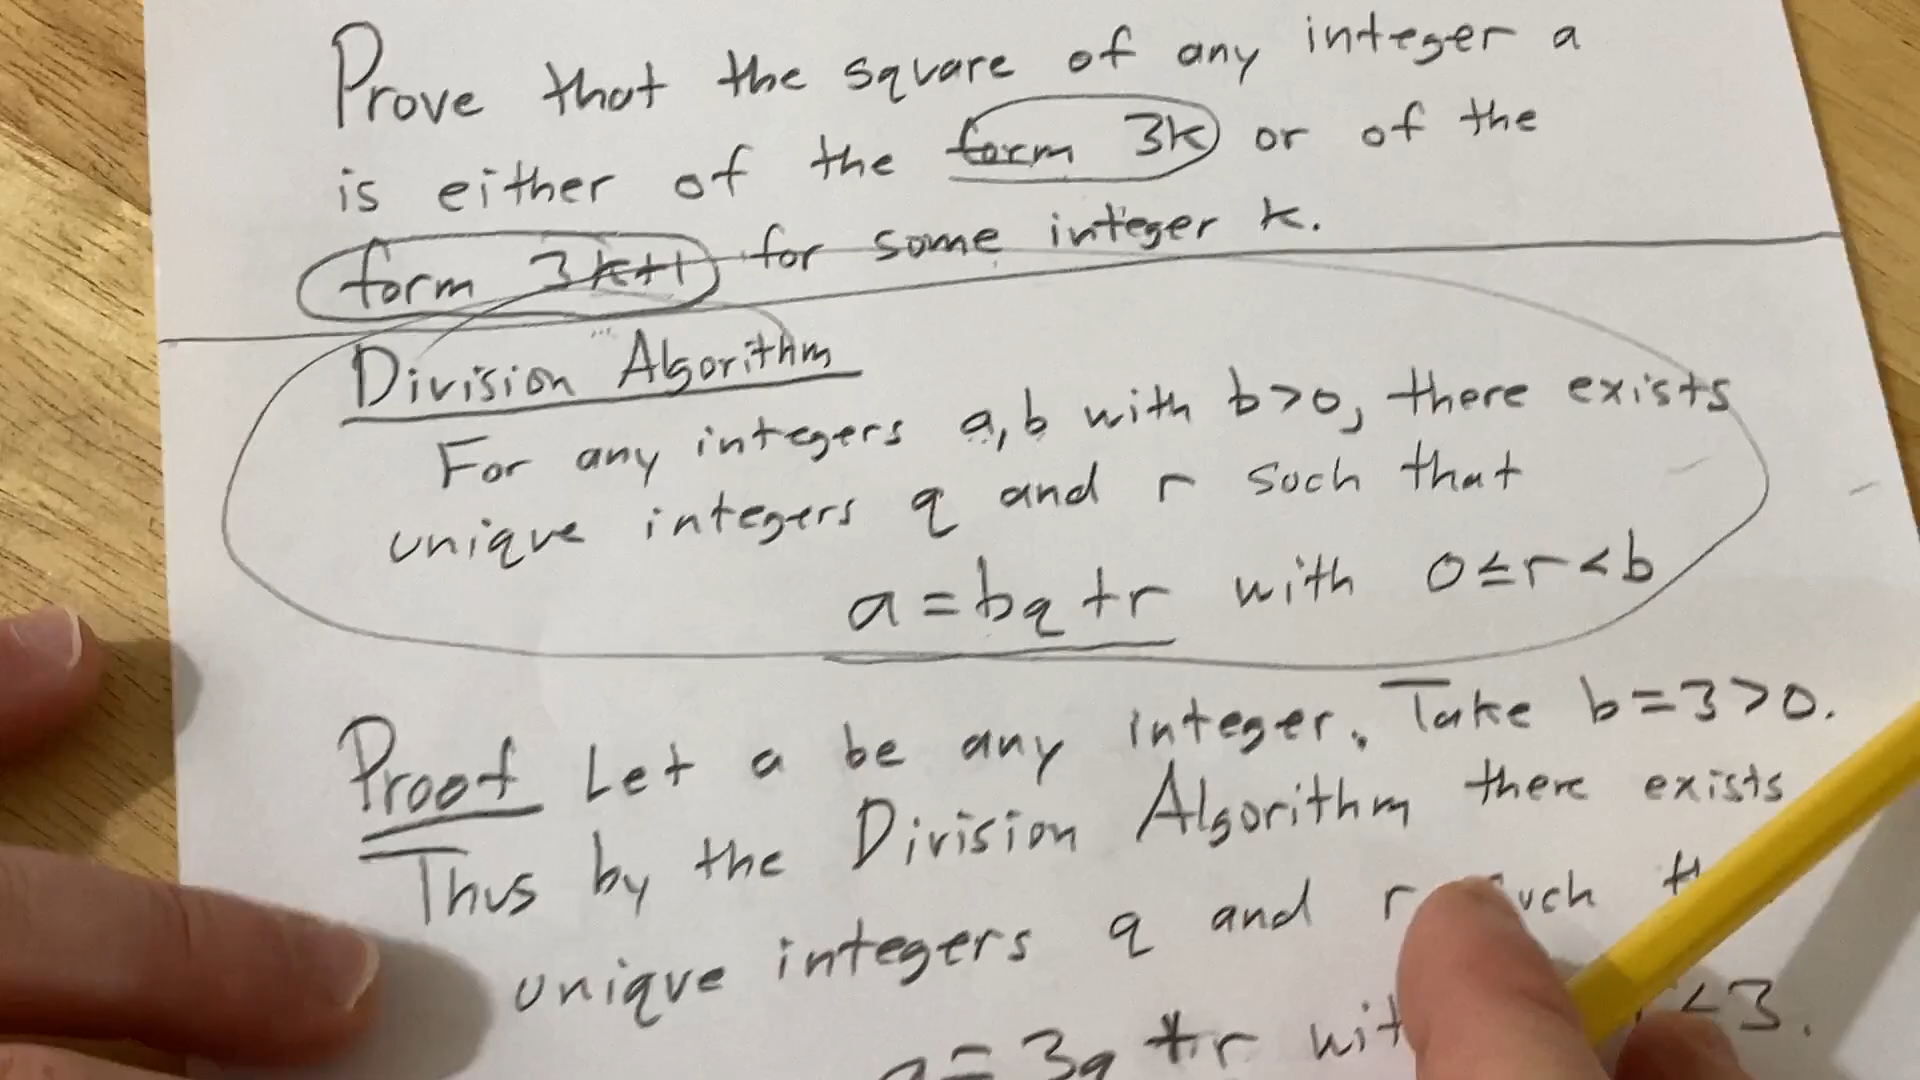 Prove that the square of any integer a
is either of the form 3k or of the
form 3k+1 for some integer k.
Division Algorithm
For any integers a, b with b>0, there exists
unique integers q and r such that
a = bq + r with 0≤r<b
Proof Let a be any integer. Take b=3>0.
Thus by the Division Algorithm there exists
unique integers q and r
a = 3q + r <3.